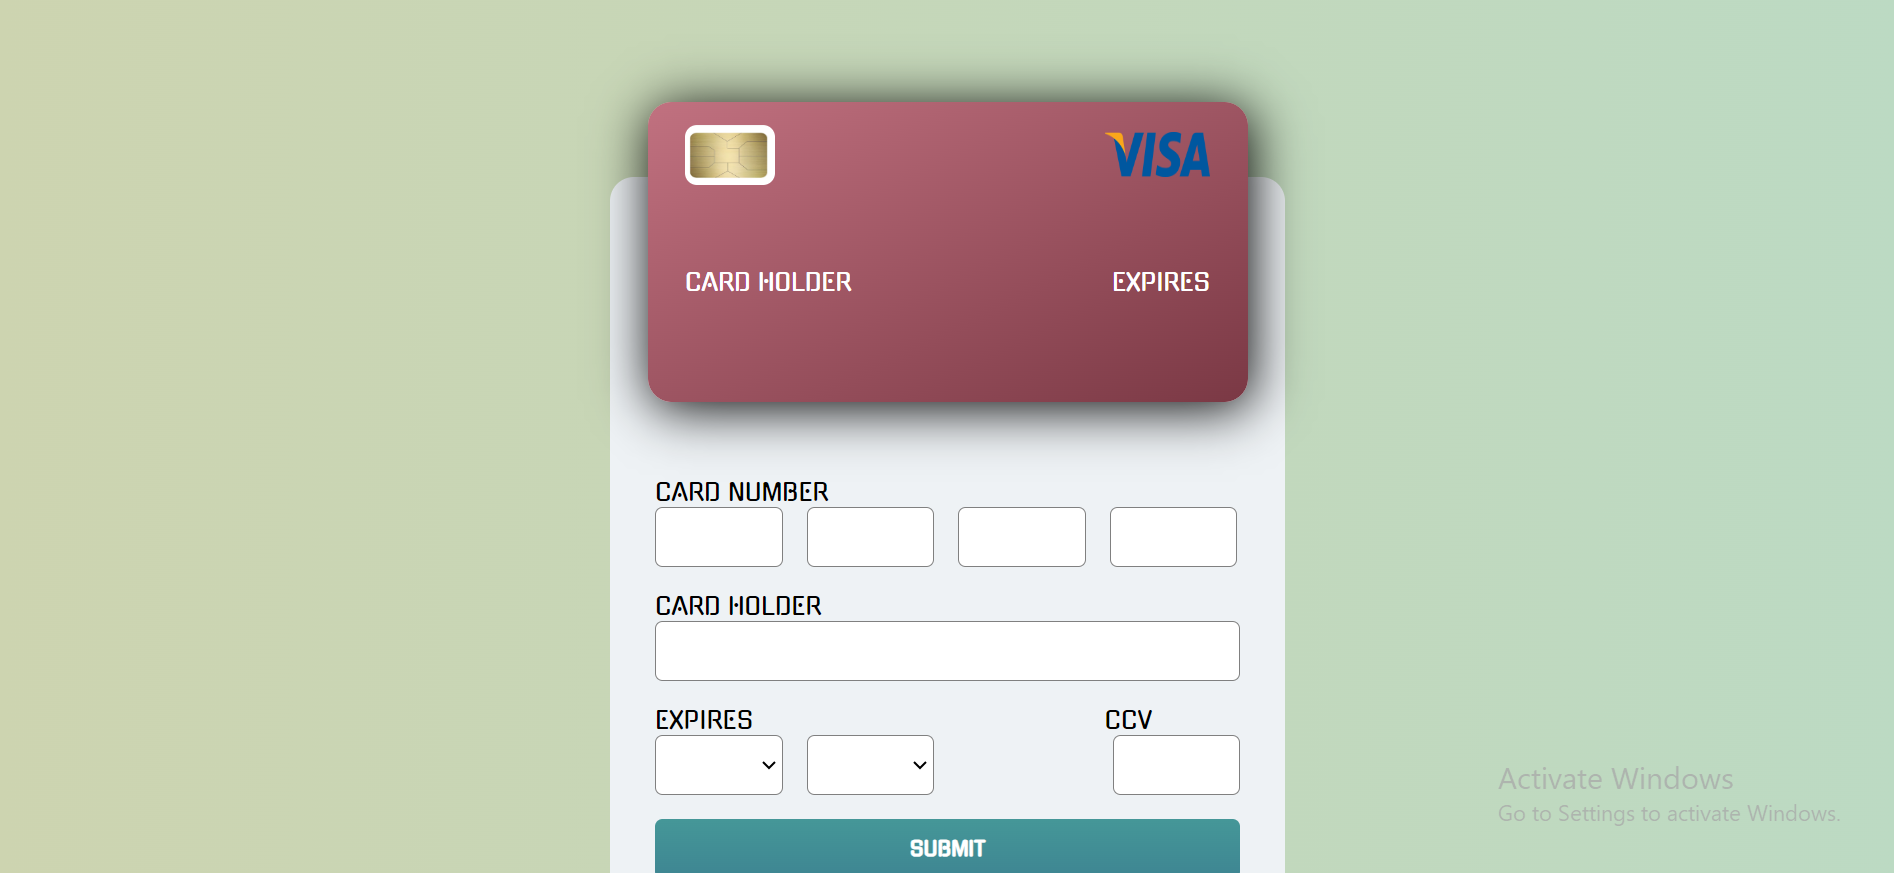 VISA
CARD HOLDER EXPIRES
CARD NUMBER
CARD HOLDER
EXPIRES CCV
SUBMIT
Activate Windows
Go to Settings to activate Windows.